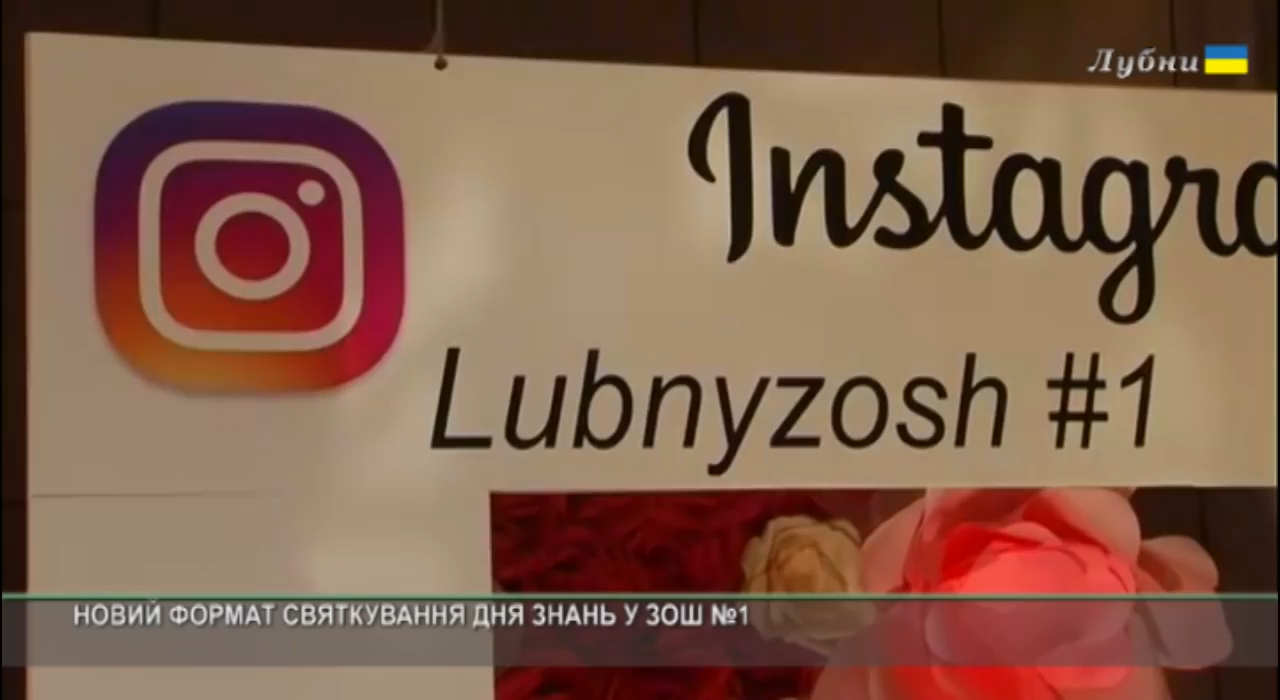 Лубни
Instagra
Lubnyzosh #1
НОВИЙ ФОРМАТ СВЯТКУВАННЯ ДНЯ ЗНАНЬ У ЗОШ №1